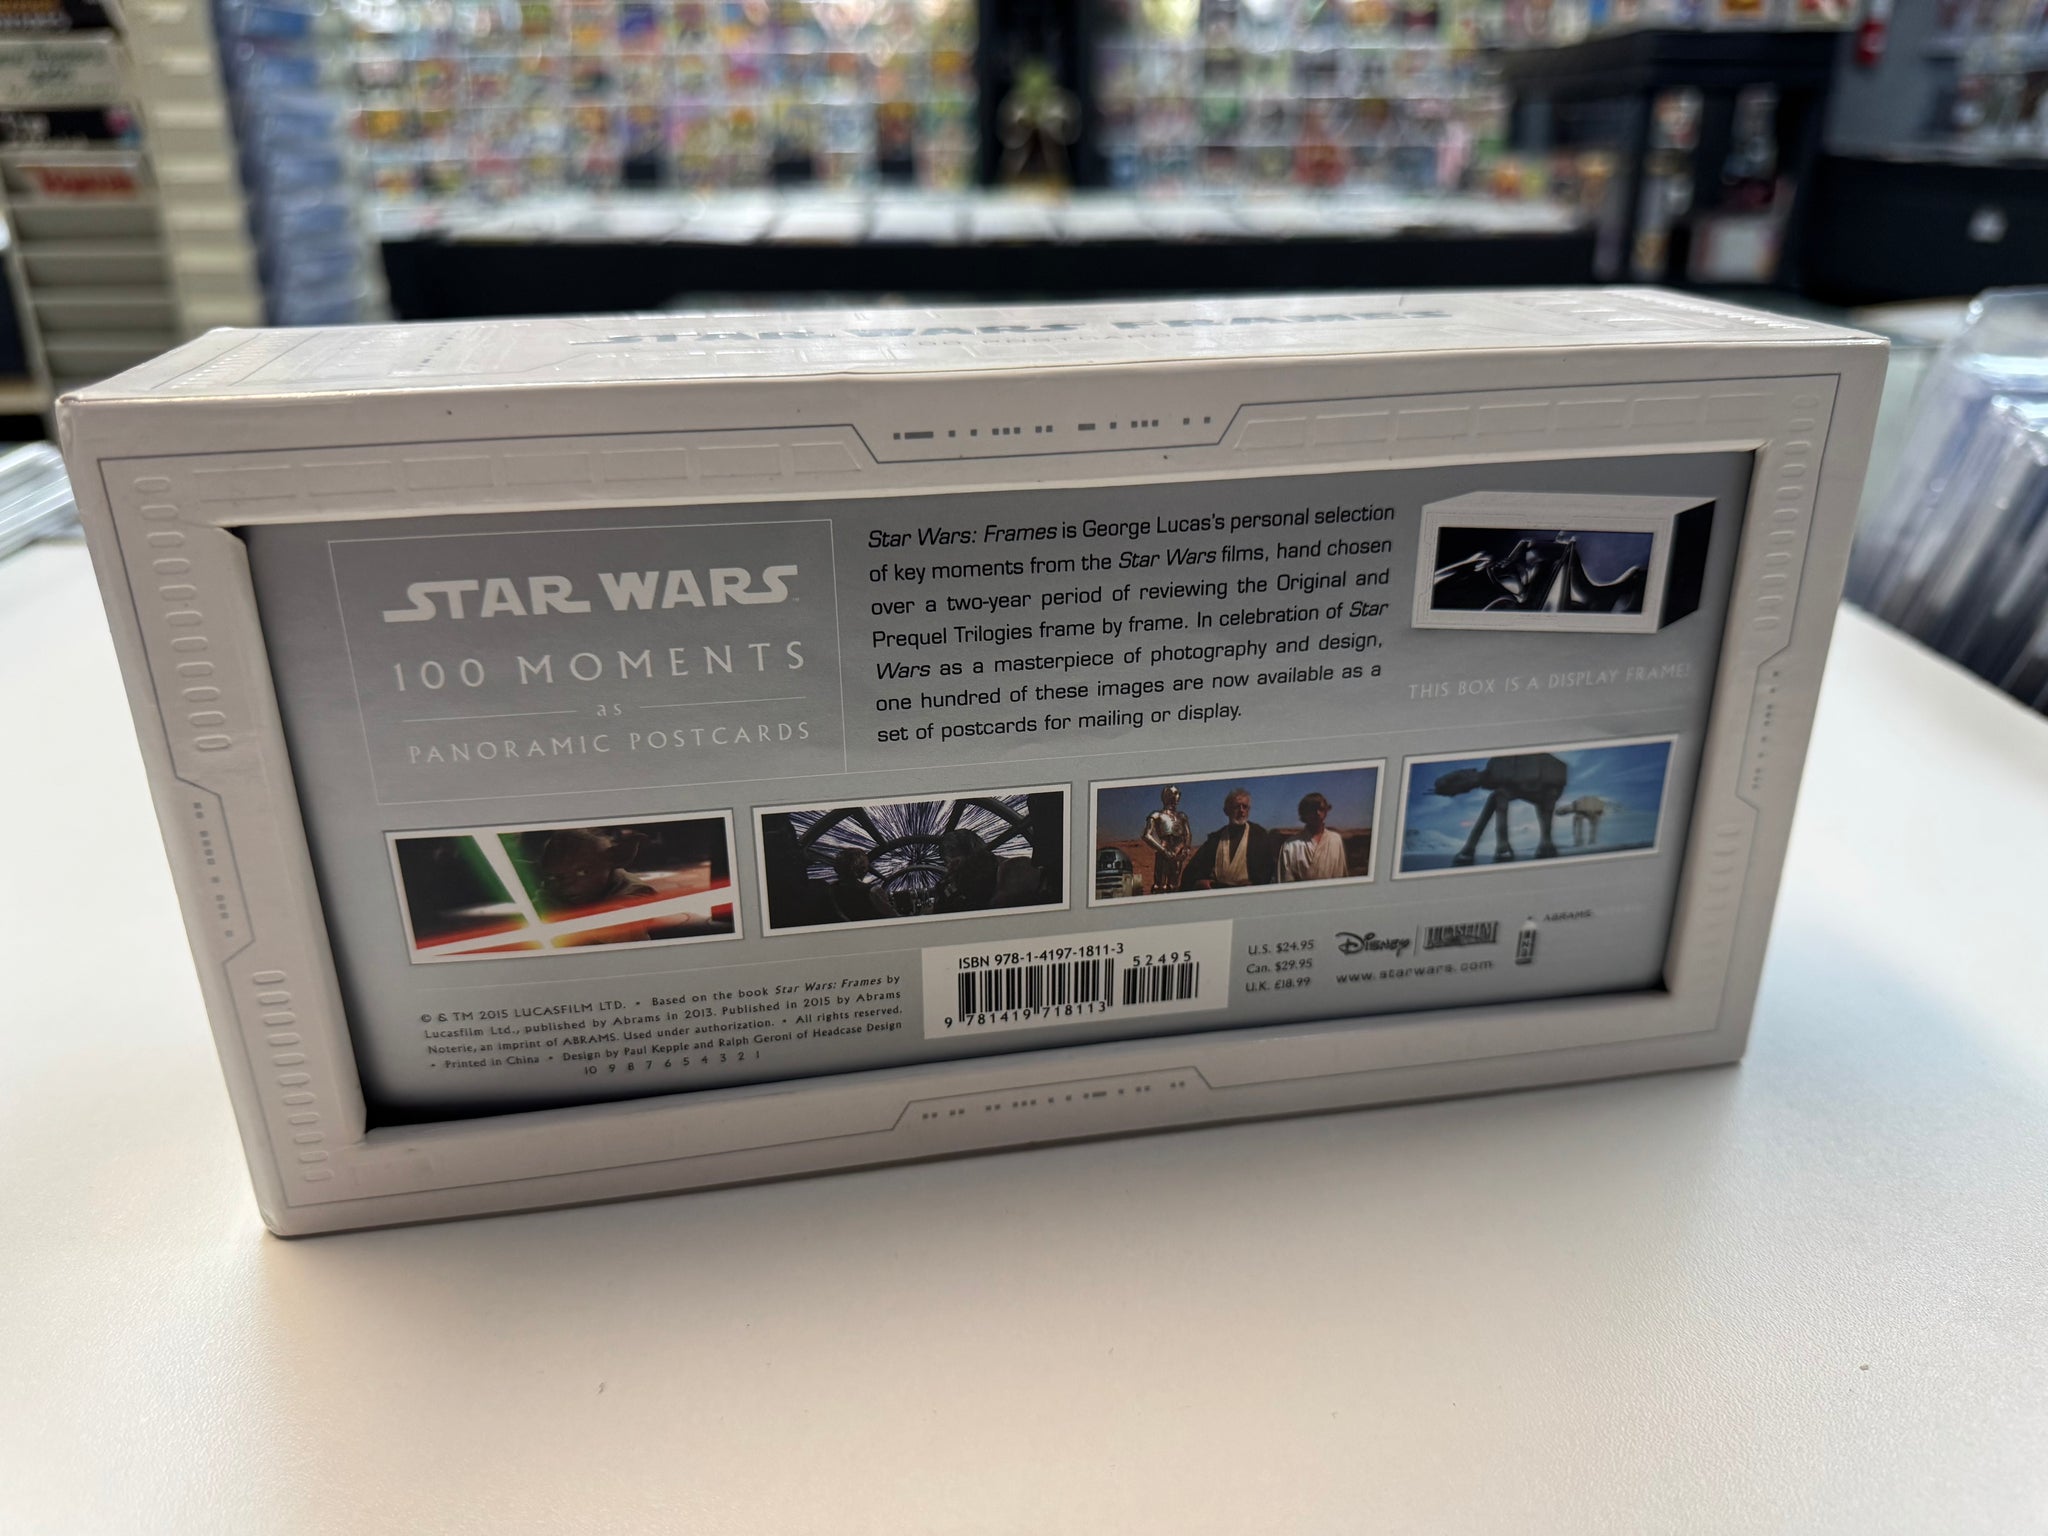 STAR WARS FRAMES
100 POSTCARDS
STAR WARS
100 MOMENTS
as
PANORAMIC POSTCARDS
Star Wars: Frames is George Lucas's personal selection
of key moments from the Star Wars films, hand chosen
over a two-year period of reviewing the Original and
Prequel Trilogies frame by frame. In celebration of Star
Wars as a masterpiece of photography and design,
one hundred of these images are now available as a
set of postcards for mailing or display.
THIS BOX IS A DISPLAY FRAME!
© & TM 2015 LUCASFILM LTD. • Based on the book Star Wars: Frames by
Lucasfilm Ltd., published by Abrams in 2013. Published in 2015 by Abrams
Noterie, an imprint of ABRAMS. Used under authorization. • All rights reserved.
• Printed in China • Design by Paul Kepple and Ralph Geroni of Headcase Design
10 9 8 7 6 5 4 3 2 1
ISBN 978-1-4197-1811-3
52495
9 781419 718113
U.S. $24.95
Can. $29.95
U.K. £18.99
Disney | LUCASFILM
www.starwars.com
ABRAMS